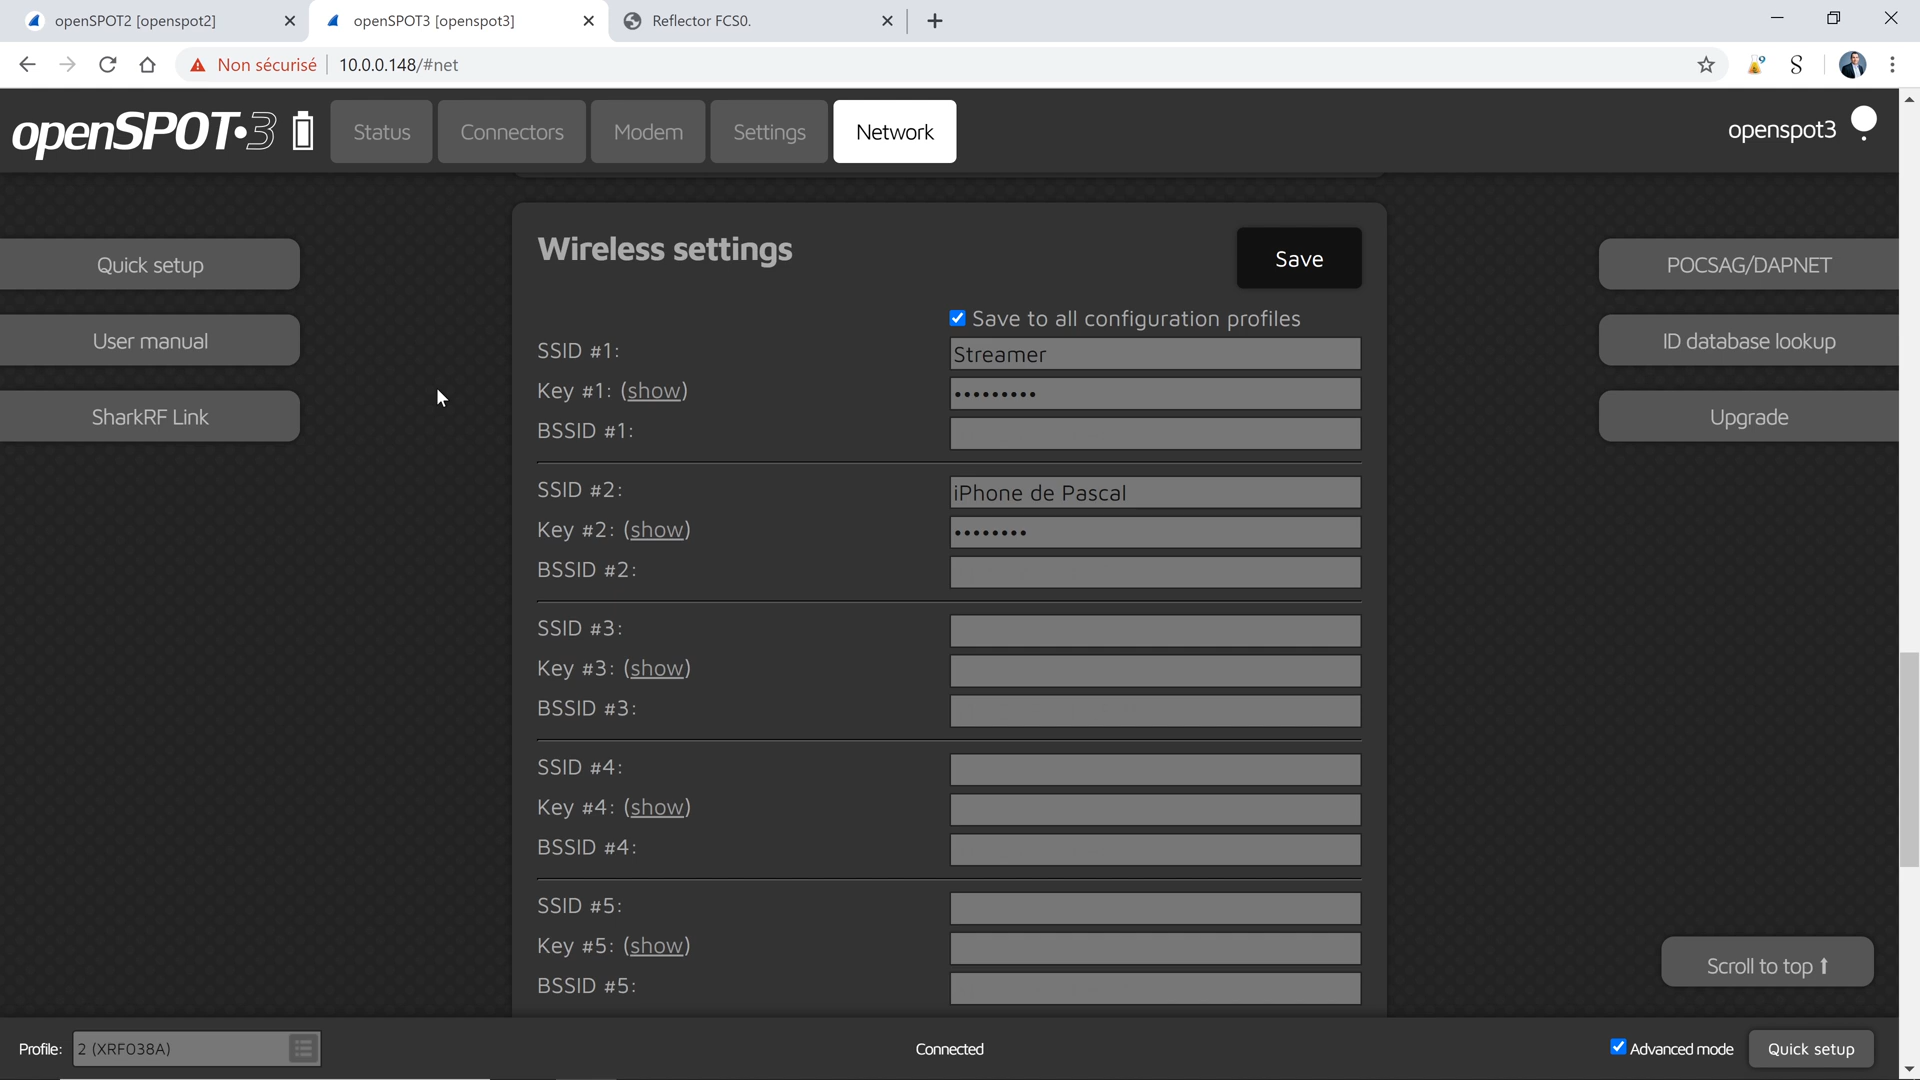 openSPOT2 [openspot2]
openSPOT3 [openspot3]
Reflector FCS0.
Non sécurisé
10.0.0.148/#net
openSPOT•3
Status
Connectors
Modem
Settings
Network
openspot3
Quick setup
User manual
SharkRF Link
POCSAG/DAPNET
ID database lookup
Upgrade
Wireless settings
Save
Save to all configuration profiles
SSID #1:
Streamer
Key #1: (show)
•••••••••
BSSID #1:
SSID #2:
iPhone de Pascal
Key #2: (show)
••••••••
BSSID #2:
SSID #3:
Key #3: (show)
BSSID #3:
SSID #4:
Key #4: (show)
BSSID #4:
SSID #5:
Key #5: (show)
BSSID #5:
Scroll to top ⬆
Profile:
2 (XRF038A)
Connected
Advanced mode
Quick setup